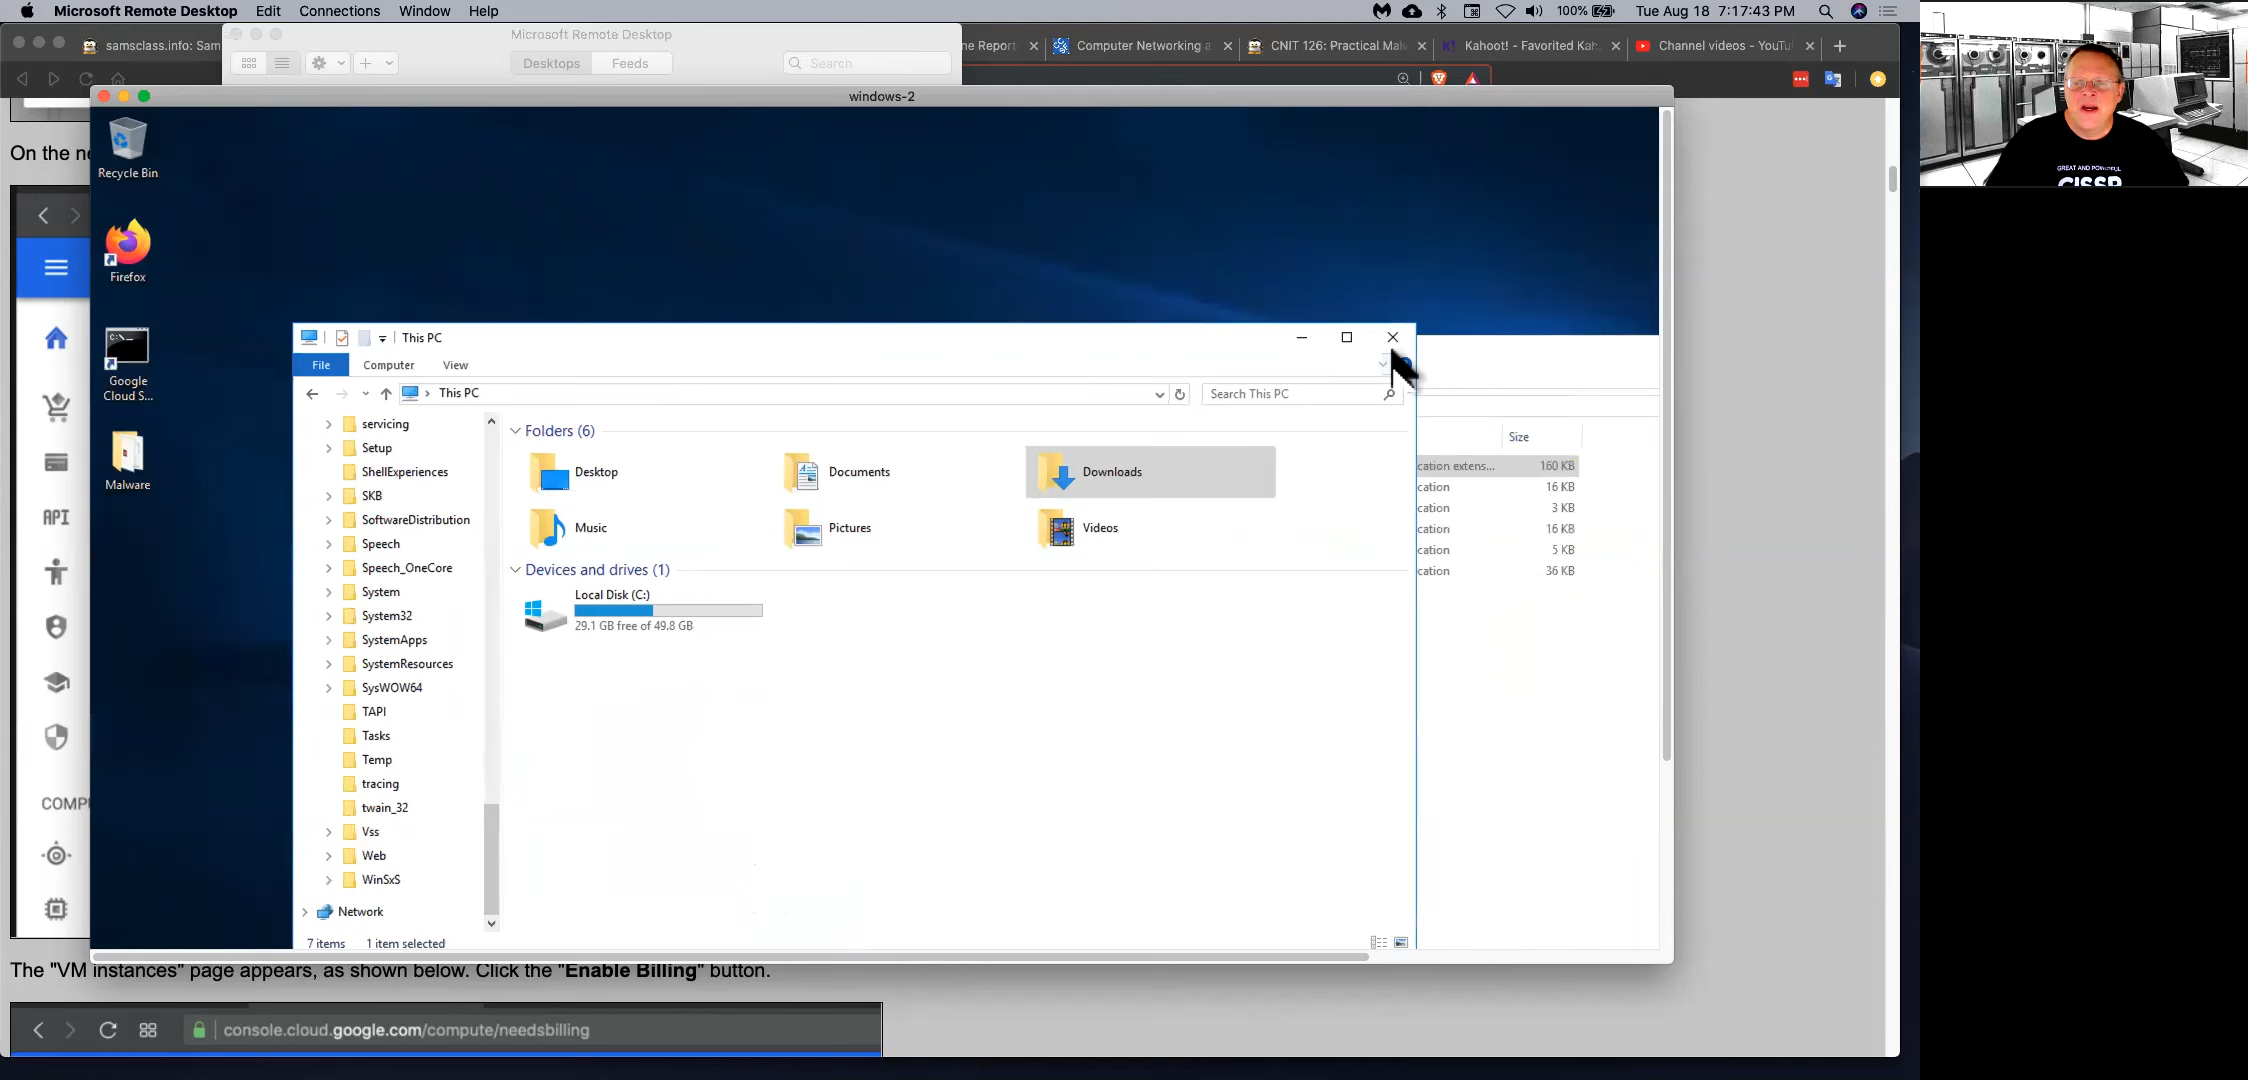 Microsoft Remote Desktop Edit Connections Window Help
100% Tue Aug 18 7:17:43 PM
samsclass.info: Sam
Microsoft Remote Desktop
ne Report
Computer Networking a
CNIT 126: Practical Mal
Kahoot! - Favorited Kah
Channel videos - YouTu
Desktops Feeds Search
windows-2
On the ne
Recycle Bin
Firefox
Google
Cloud S...
Malware
API
COMP
This PC
File Computer View
This PC
Search This PC
servicing
Setup
ShellExperiences
SKB
SoftwareDistribution
Speech
Speech_OneCore
System
System32
SystemApps
SystemResources
SysWOW64
TAPI
Tasks
Temp
tracing
twain_32
Vss
Web
WinSxS
Network
7 items 1 item selected
Folders (6)
Desktop Documents Downloads
Music Pictures Videos
Devices and drives (1)
Local Disk (C:)
29.1 GB free of 49.8 GB
Size
cation extens... 160 KB
cation 16 KB
cation 3 KB
cation 16 KB
cation 5 KB
cation 36 KB
The "VM instances" page appears, as shown below. Click the "Enable Billing" button.
console.cloud.google.com/compute/needsbilling
GREAT AND POWERFUL
CISSP